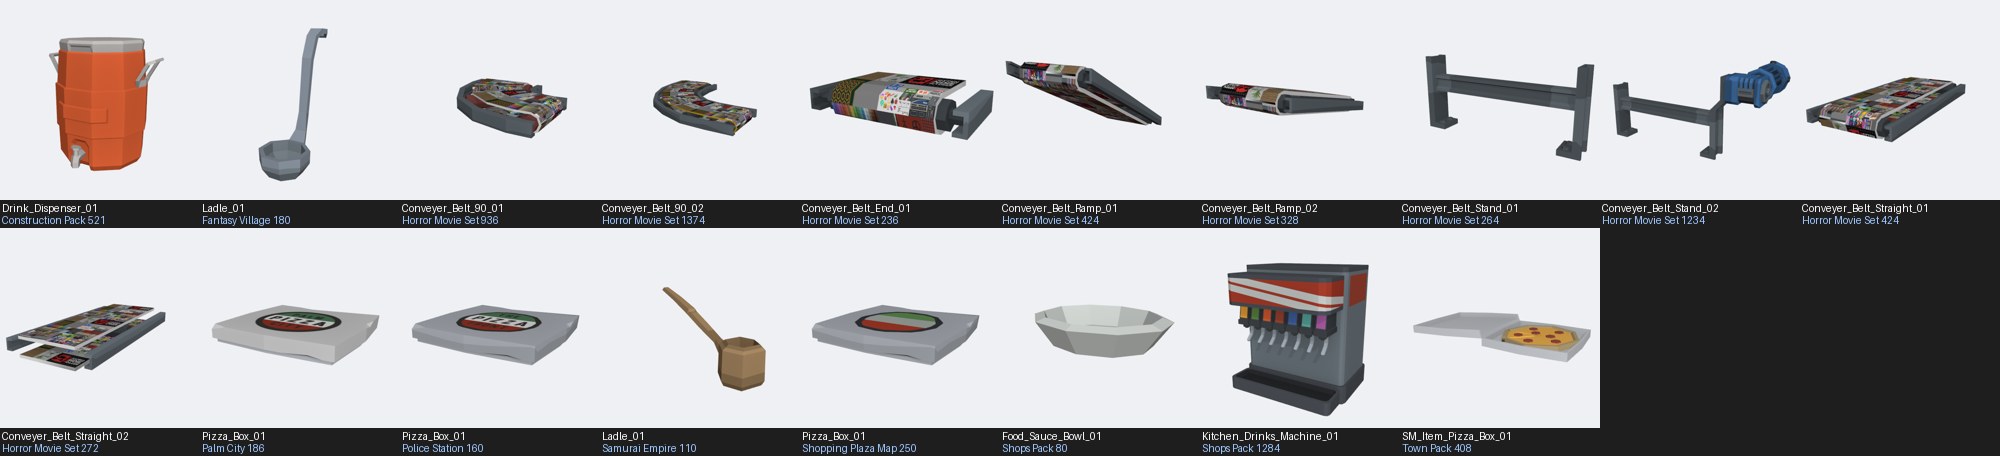 Drink_Dispenser_01
Construction Pack 521
Ladle_01
Fantasy Village 180
Conveyer_Belt_90_01
Horror Movie Set 936
Conveyer_Belt_90_02
Horror Movie Set 1374
Conveyer_Belt_End_01
Horror Movie Set 236
Conveyer_Belt_Ramp_01
Horror Movie Set 424
Conveyer_Belt_Ramp_02
Horror Movie Set 328
Conveyer_Belt_Stand_01
Horror Movie Set 264
Conveyer_Belt_Stand_02
Horror Movie Set 1234
Conveyer_Belt_Straight_01
Horror Movie Set 424
PIZZA
PIZZA
Conveyer_Belt_Straight_02
Horror Movie Set 272
Pizza_Box_01
Palm City 186
Pizza_Box_01
Police Station 160
Ladle_01
Samurai Empire 110
Pizza_Box_01
Shopping Plaza Map 250
Food_Sauce_Bowl_01
Shops Pack 80
Kitchen_Drinks_Machine_01
Shops Pack 1284
SM_Item_Pizza_Box_01
Town Pack 408